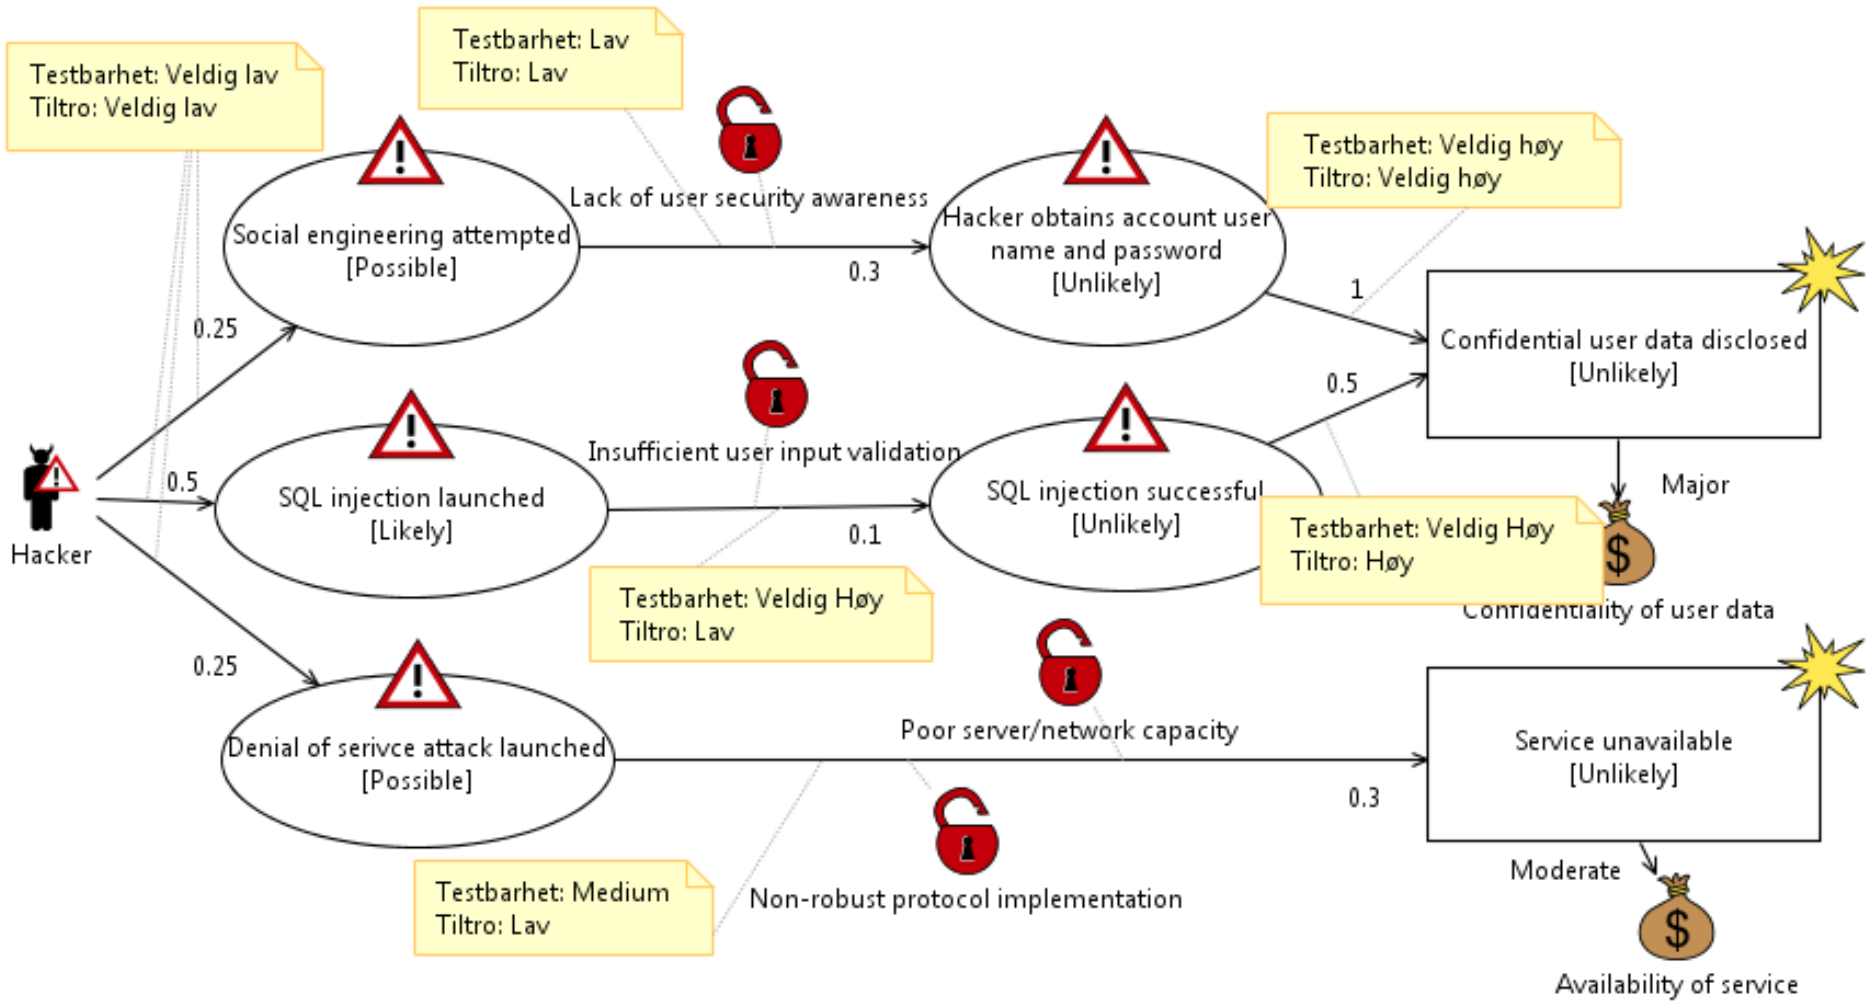 Testbarhet: Veldig lav
Tiltro: Veldig lav
Testbarhet: Lav
Tiltro: Lav
Lack of user security awareness
Testbarhet: Veldig høy
Tiltro: Veldig høy
Social engineering attempted
[Possible]
0.3
Hacker obtains account user
name and password
[Unlikely]
1
0.25
Confidential user data disclosed
[Unlikely]
0.5
Insufficient user input validation
Hacker
0.5
SQL injection launched
[Likely]
0.1
SQL injection successful
[Unlikely]
Major
Testbarhet: Veldig Høy
Tiltro: Høy
$
Confidentiality of user data
Testbarhet: Veldig Høy
Tiltro: Lav
0.25
Denial of serivce attack launched
[Possible]
Poor server/network capacity
0.3
Service unavailable
[Unlikely]
Testbarhet: Medium
Tiltro: Lav
Non-robust protocol implementation
Moderate
$
Availability of service